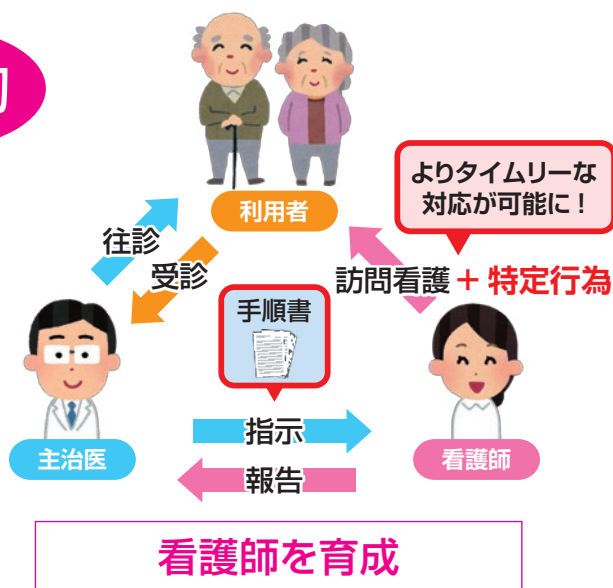 よりタイムリーな
対応が可能に！
利用者
往診
受診
訪問看護＋特定行為
手順書
指示
主治医
看護師
報告
看護師を育成